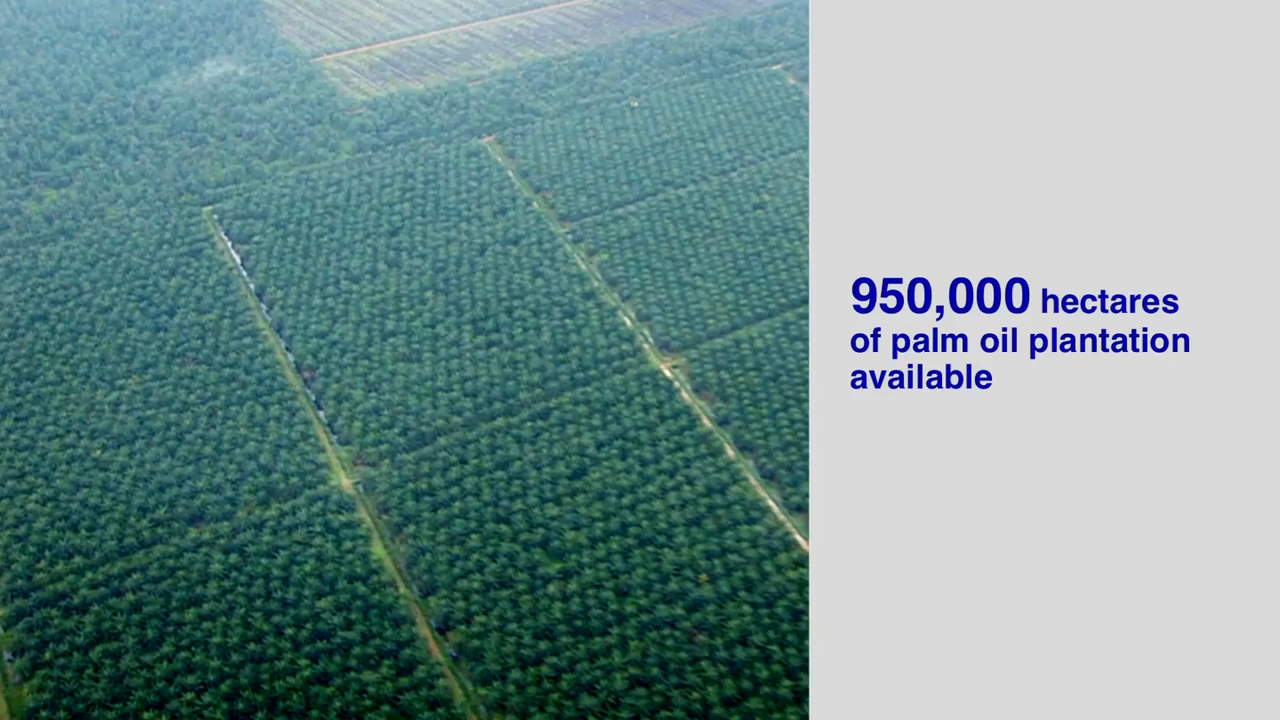 950,000 hectares
of palm oil plantation
available